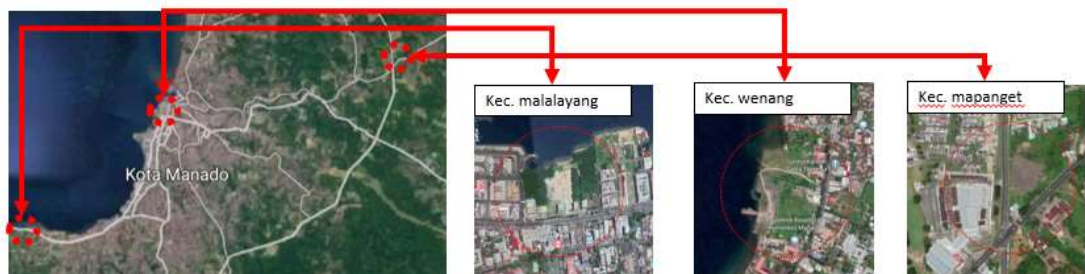 Kec. malalayang
Kec. wenang
Kec. mapanget
Kota Manado